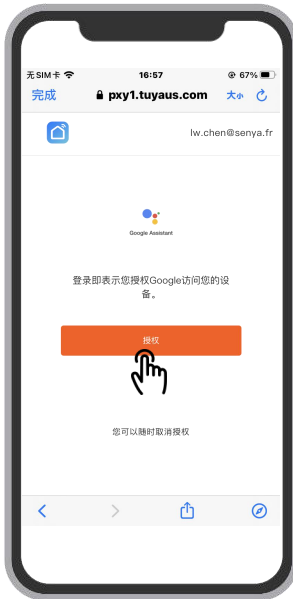 无SIM卡 16:57 67%
完成 pxy1.tuyaus.com 大小
lw.chen@senya.fr
Google Assistant
登录即表示您授权Google访问您的设
备。
授权
您可以随时取消授权